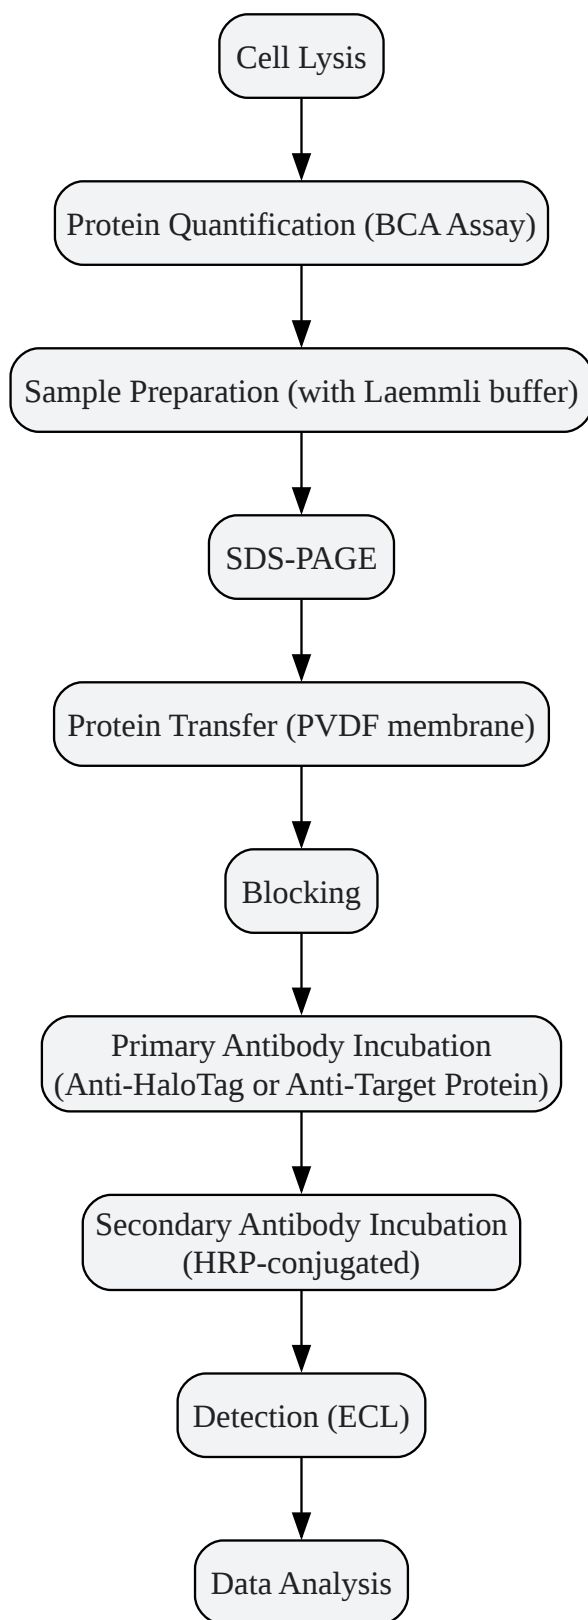 Cell Lysis
Protein Quantification (BCA Assay)
Sample Preparation (with Laemmli buffer)
SDS-PAGE
Protein Transfer (PVDF membrane)
Blocking
Primary Antibody Incubation
(Anti-HaloTag or Anti-Target Protein)
Secondary Antibody Incubation
(HRP-conjugated)
Detection (ECL)
Data Analysis